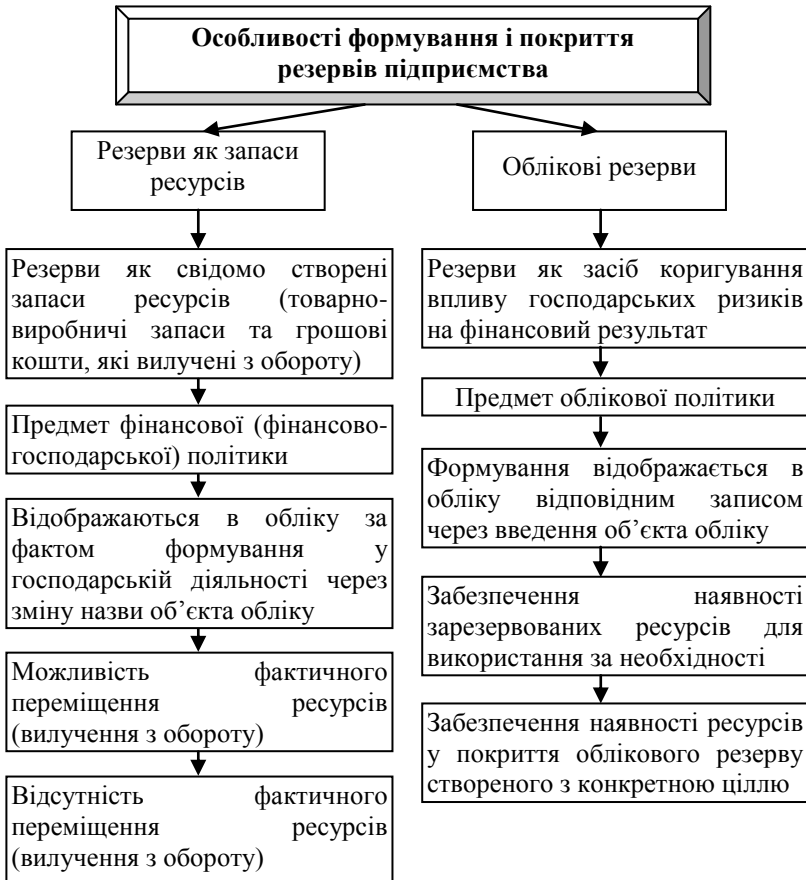 Особливості формування і покриття
резервів підприємства
Резерви як запаси
ресурсів
Облікові резерви
Резерви як свідомо створені
запаси ресурсів (товарно-
виробничі запаси та грошові
кошти, які вилучені з обороту)
Предмет фінансової (фінансово-
господарської) політики
Відображаються в обліку за
фактом формування у
господарській діяльності через
зміну назви об’єкта обліку
Можливість фактичного
переміщення ресурсів
(вилучення з обороту)
Відсутність фактичного
переміщення ресурсів
(вилучення з обороту)
Резерви як засіб коригування
впливу господарських ризиків
на фінансовий результат
Предмет облікової політики
Формування відображається в
обліку відповідним записом
через введення об’єкта обліку
Забезпечення наявності
зарезервованих ресурсів для
використання за необхідності
Забезпечення наявності ресурсів
у покриття облікового резерву
створеного з конкретною ціллю